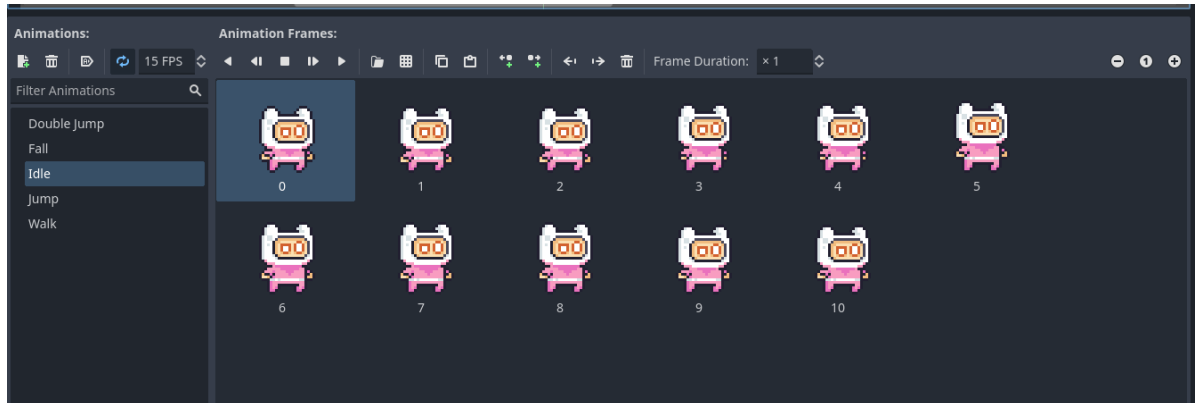 Animations: Animation Frames:
15 FPS Frame Duration: × 1
Filter Animations
Double Jump
Fall
Idle
Jump
Walk
0 1 2 3 4 5
6 7 8 9 10